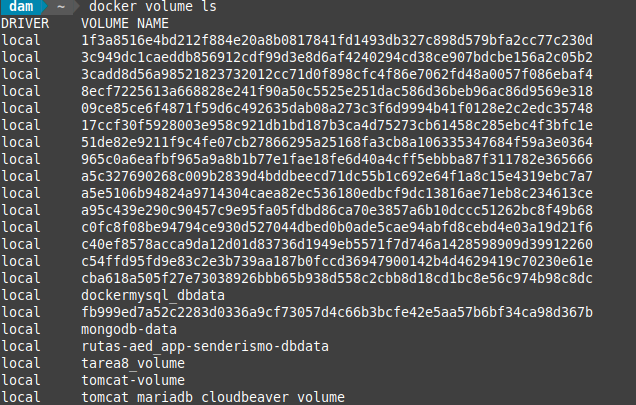 dam ~ docker volume ls
DRIVER VOLUME NAME
local 1f3a8516e4bd212f884e20a8b0817841fd1493db327c898d579bfa2cc77c230d
local 3c949dc1caeddb856912cdf99d3e8d6af4240294cd38ce907bdcbe156a2c05b2
local 3cadd8d56a98521823732012cc71d0f898cfc4f86e7062fd48a0057f086ebaf4
local 8ecf7225613a668828e241f90a50c5525e251dac586d36beb96ac86d9569e318
local 09ce85ce6f4871f59d6c492635dab08a273c3f6d9994b41f0128e2c2edc35748
local 17ccf30f5928003e958c921db1bd187b3ca4d75273cb61458c285ebc4f3bfc1e
local 51de82e9211f9c4fe07cb27866295a25168fa3cb8a106335347684f59a3e0364
local 965c0a6eafbf965a9a8b1b77e1fae18fe6d40a4cff5ebbba87f311782e365666
local a5c327690268c009b2839d4bddbeecd71dc55b1c692e64f1a8c15e4319ebc7a7
local a5e5106b94824a9714304caea82ec536180edbcf9dc13816ae71eb8c234613ce
local a95c439e290c90457c9e95fa05fdbd86ca70e3857a6b10dccc51262bc8f49b68
local c0fc8f08be94794ce930d527044dbed0b0ade5cae94abfd8cebd4e03a19d21f6
local c40ef8578acca9da12d01d83736d1949eb5571f7d746a1428598909d39912260
local c54ffd95fd9e83c2e3b739aa187b0fccd36947900142b4d4629419c70230e61e
local cba618a505f27e73038926bbb65b938d558c2cbb8d18cd1bc8e56c974b98c8dc
local dockermysql_dbdata
local fb999ed7a52c2283d0336a9cf73057d4c66b3bcfe42e5aa57b6bf34ca98d367b
local mongodb-data
local rutas-aed_app-senderismo-dbdata
local tarea8_volume
local tomcat-volume
local tomcat_mariadb_cloudbeaver_volume